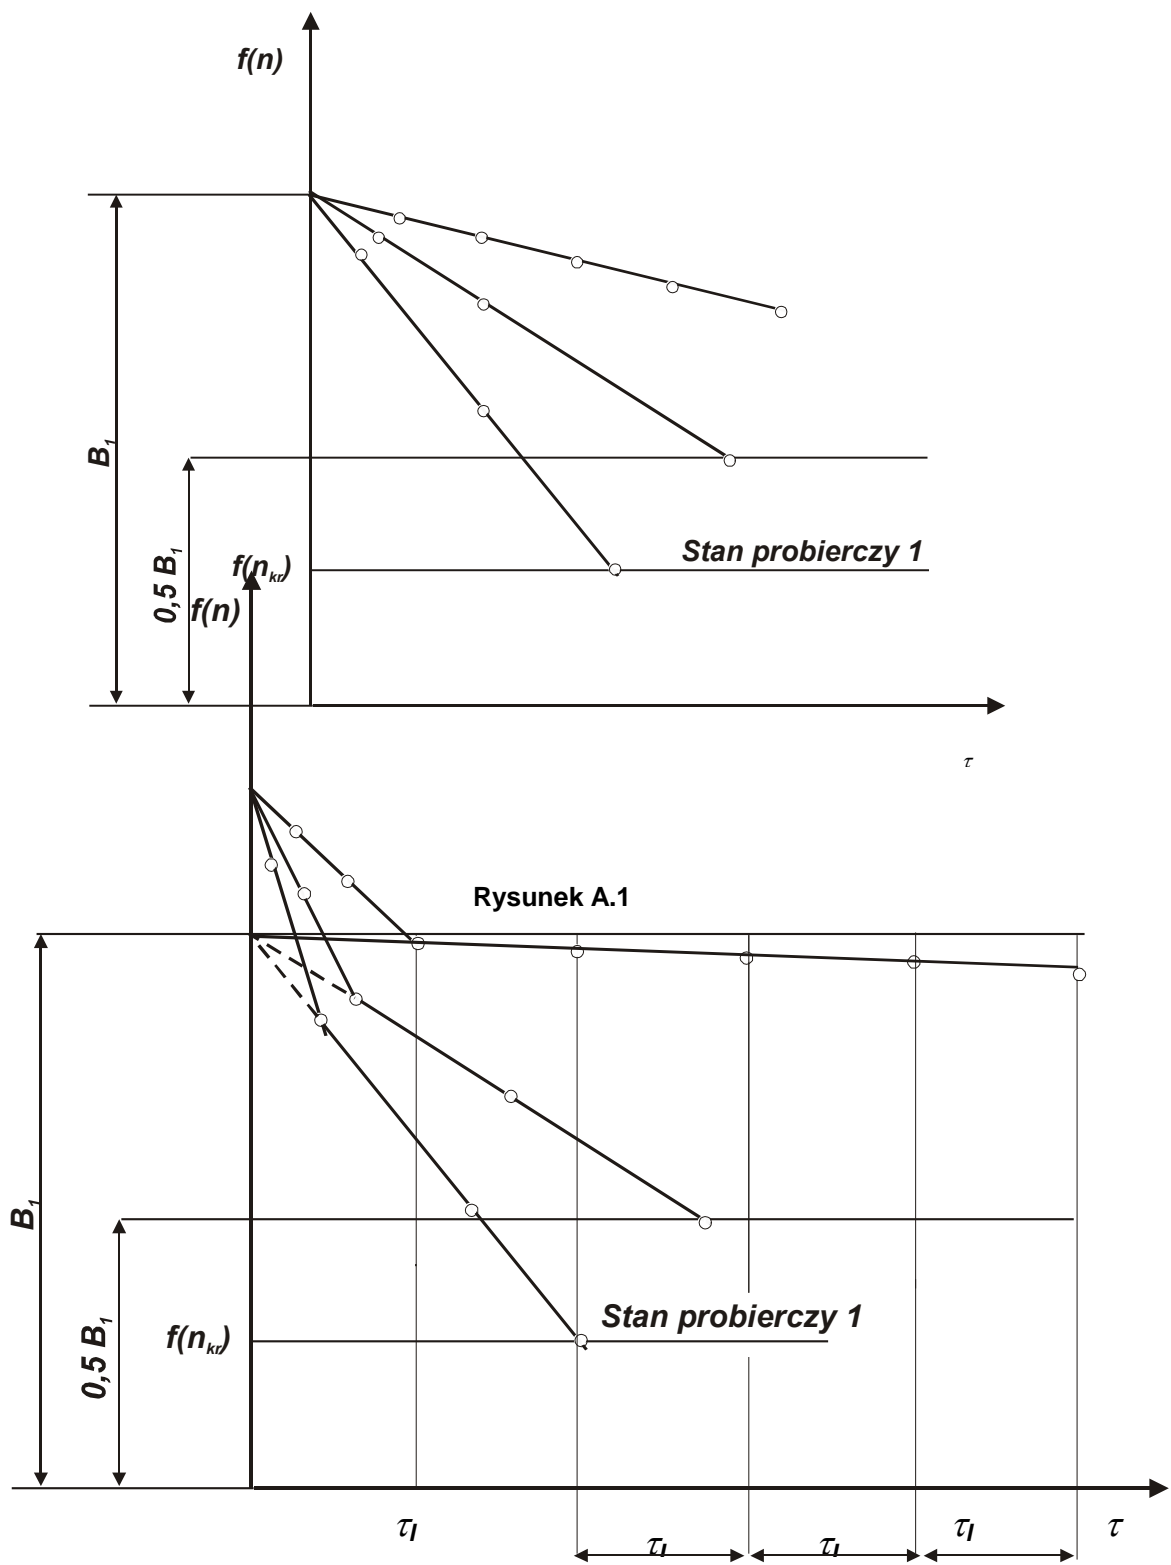 f(n)
B₁
0,5 B₁
f(nₖᵣ)
Stan probierczy 1
f(n)
τ
Rysunek A.1
B₁
0,5 B₁
f(nₖᵣ)
Stan probierczy 1
τI
τI
τI
τI
τ